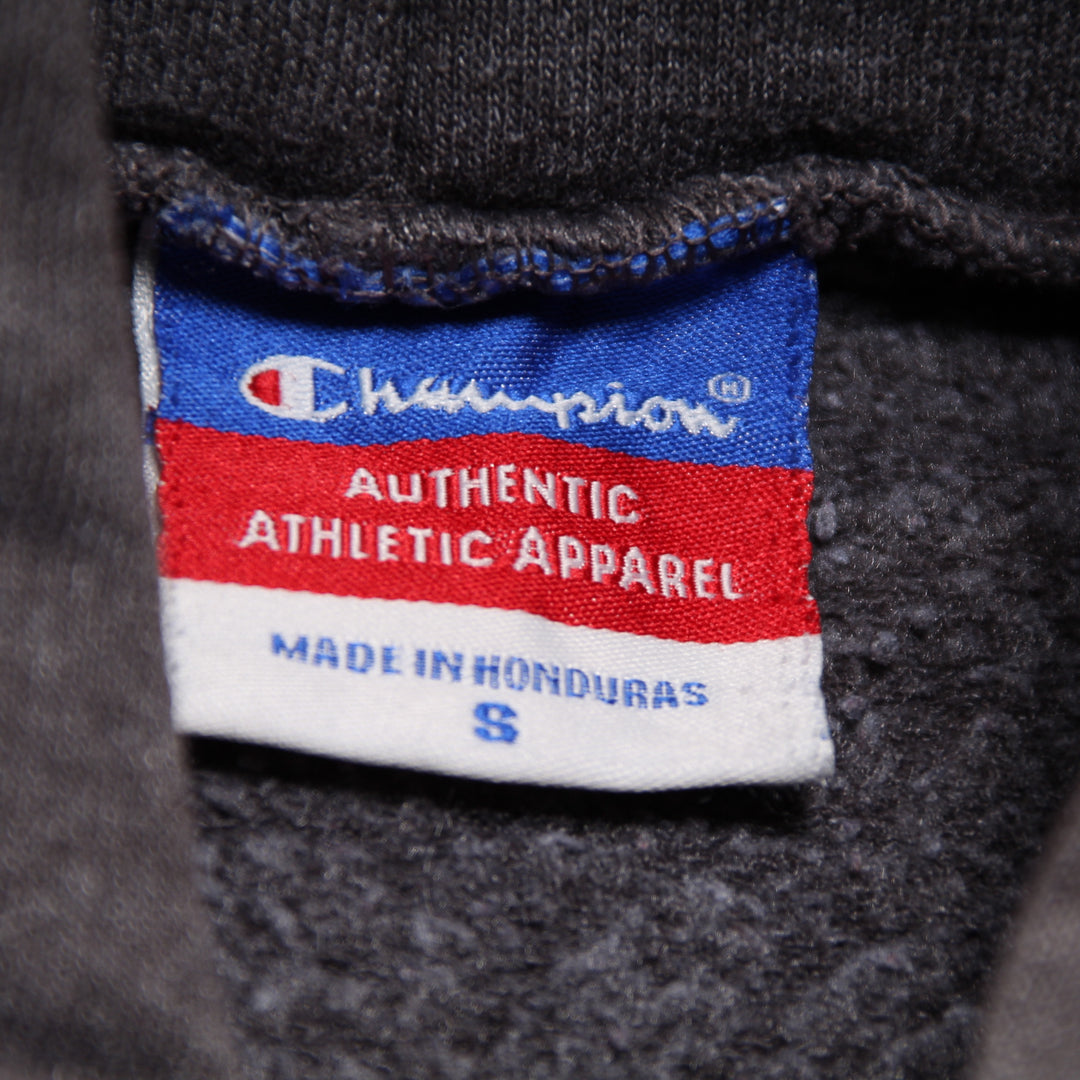 Champion®
AUTHENTIC
ATHLETIC APPAREL
MADE IN HONDURAS
S